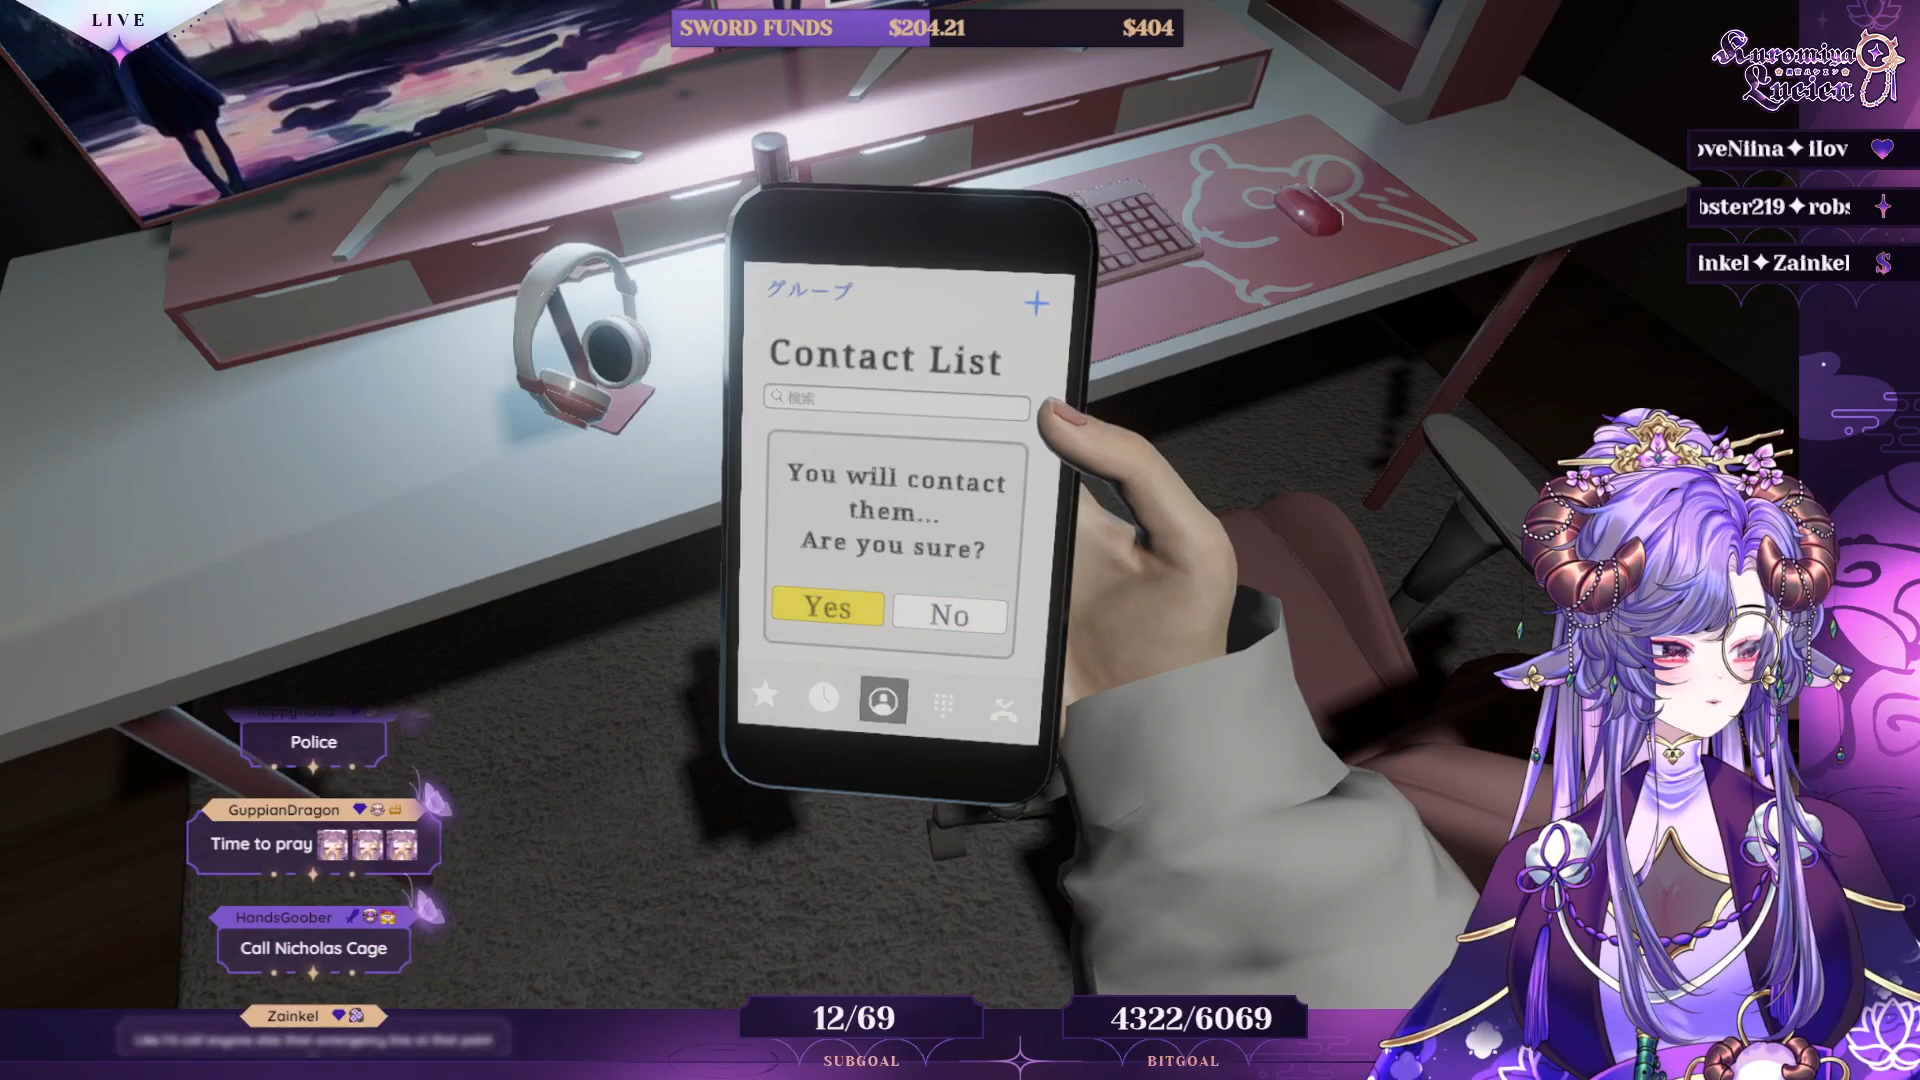 LIVE
SWORD FUNDS $204.21 $404
Kuromiya
Lucien
oveNiina✦ilov
bster219✦robs
inkel✦Zainkel
グループ
Contact List
検索
You will contact
them...
Are you sure?
Yes
No
Police
GuppianDragon
Time to pray
HandsGoober
Call Nicholas Cage
Zainkel
12/69
SUBGOAL
4322/6069
BITGOAL